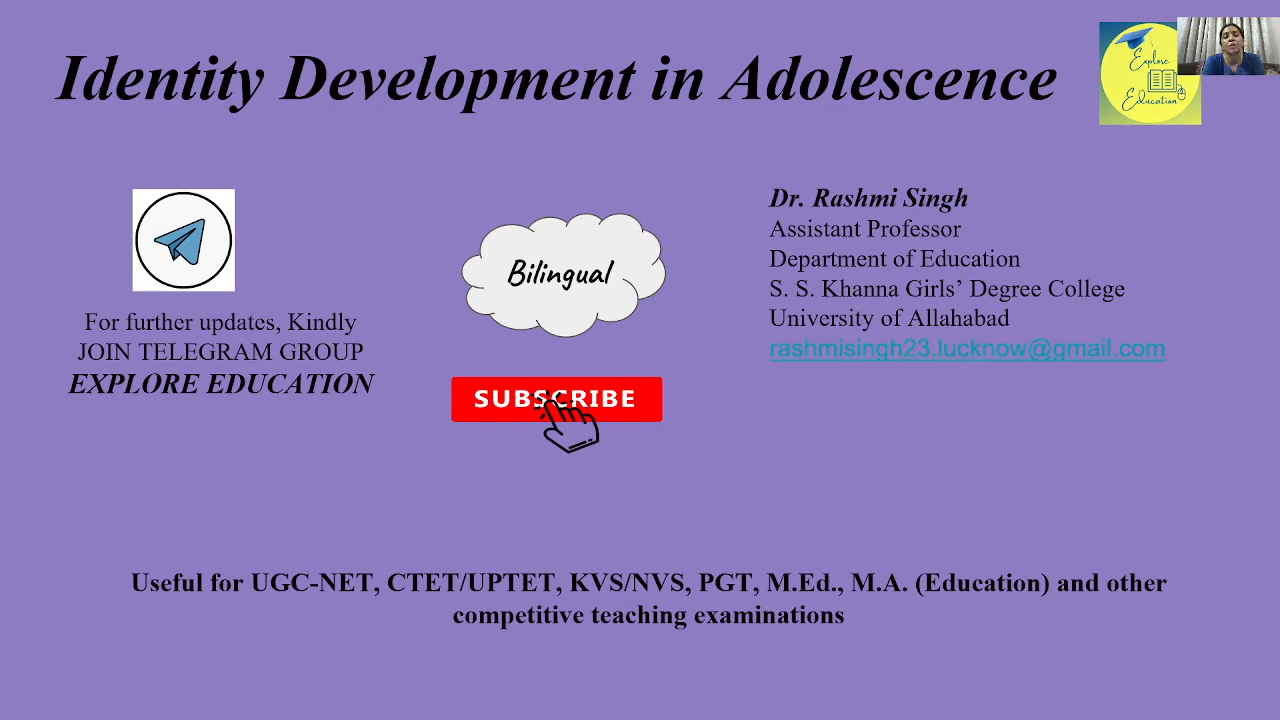 Identity Development in Adolescence
Explore
Education
For further updates, Kindly
JOIN TELEGRAM GROUP
EXPLORE EDUCATION
Bilingual
SUBSCRIBE
Dr. Rashmi Singh
Assistant Professor
Department of Education
S. S. Khanna Girls’ Degree College
University of Allahabad
rashmisingh23.lucknow@gmail.com
Useful for UGC-NET, CTET/UPTET, KVS/NVS, PGT, M.Ed., M.A. (Education) and other
competitive teaching examinations